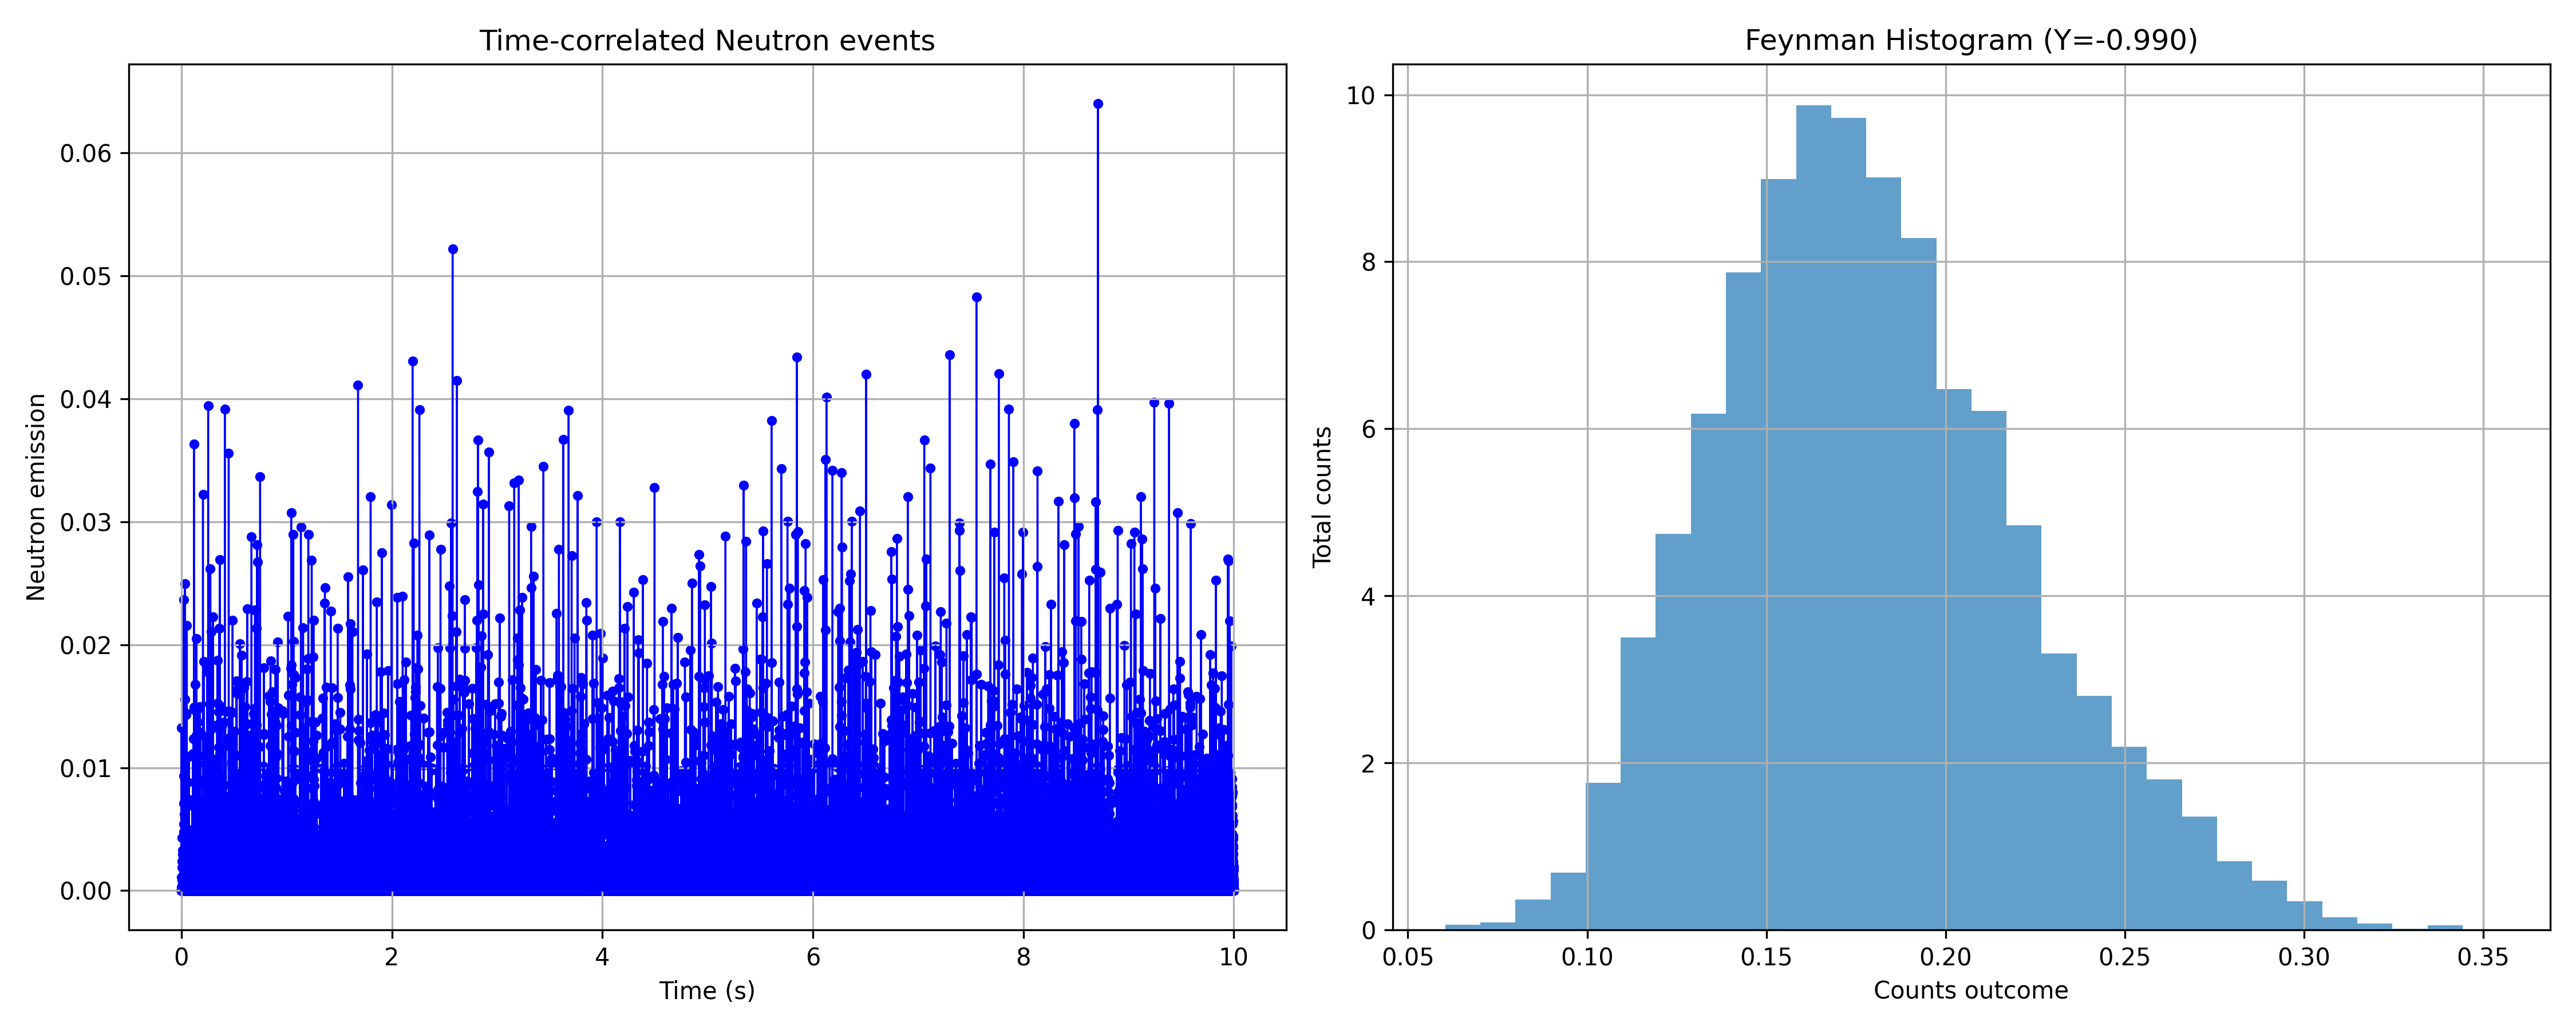 Time-correlated Neutron events
Neutron emission
0.06
0.05
0.04
0.03
0.02
0.01
0.00
0 2 4 6 8 10
Time (s)
Feynman Histogram (Y=-0.990)
Total counts
10
8
6
4
2
0
0.05 0.10 0.15 0.20 0.25 0.30 0.35
Counts outcome